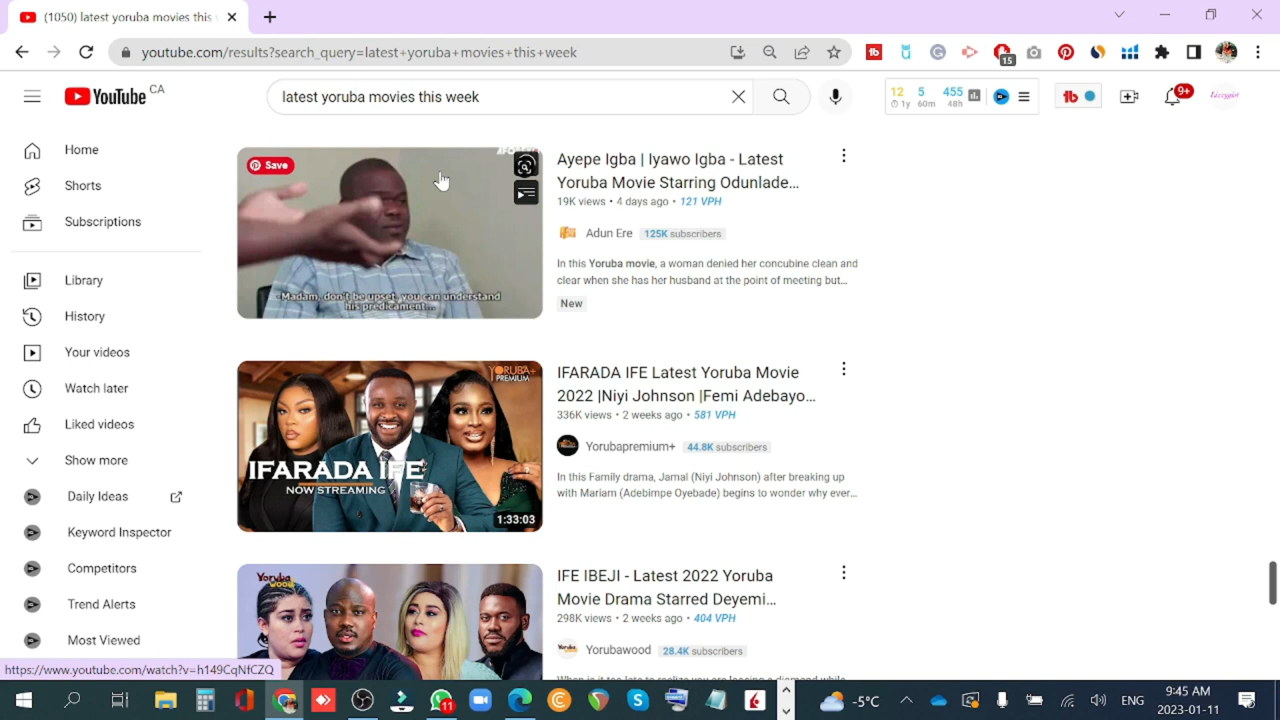 (1050) latest yoruba movies this
youtube.com/results?search_query=latest+yoruba+movies+this+week
15
YouTube CA
latest yoruba movies this week
12 5 455
1y 60m 48h
tb
9+
Lizzygist
Home
Shorts
Subscriptions
Library
History
Your videos
Watch later
Liked videos
Show more
Daily Ideas
Keyword Inspector
Competitors
Trend Alerts
Most Viewed
Save
Madam, don't be upset, you can understand
his predicament...
Ayepe Igba | Iyawo Igba - Latest
Yoruba Movie Starring Odunlade...
19K views • 4 days ago • 121 VPH
Adun Ere 125K subscribers
In this Yoruba movie, a woman denied her concubine clean and
clear when she has her husband at the point of meeting but...
New
YORUBA+
PREMIUM
IFARADA IFE
NOW STREAMING
1:33:03
IFARADA IFE Latest Yoruba Movie
2022 |Niyi Johnson |Femi Adebayo...
336K views • 2 weeks ago • 581 VPH
Yorubapremium+ 44.8K subscribers
In this Family drama, Jamal (Niyi Johnson) after breaking up
with Mariam (Adebimpe Oyebade) begins to wonder why ever...
Yoruba
wood
IFE IBEJI - Latest 2022 Yoruba
Movie Drama Starred Deyemi...
298K views • 2 weeks ago • 404 VPH
Yorubawood 28.4K subscribers
https://www.youtube.com/watch?v=h149CqNfCZQ
11
-5°C
ENG
9:45 AM
2023-01-11